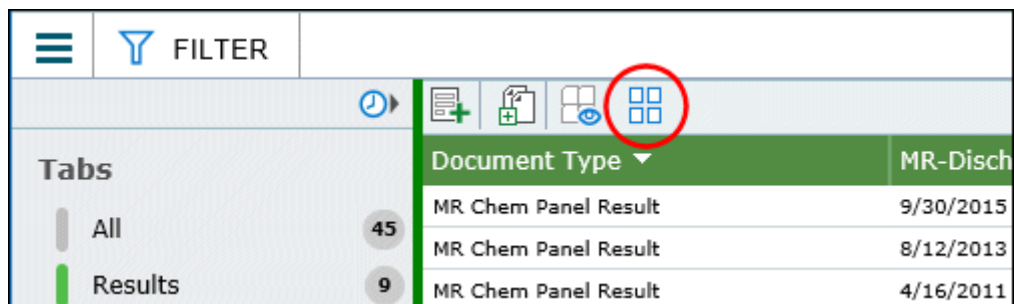 FILTER
Tabs
All 45
Results 9
Document Type MR-Disch
MR Chem Panel Result 9/30/2015
MR Chem Panel Result 8/12/2013
MR Chem Panel Result 4/16/2011